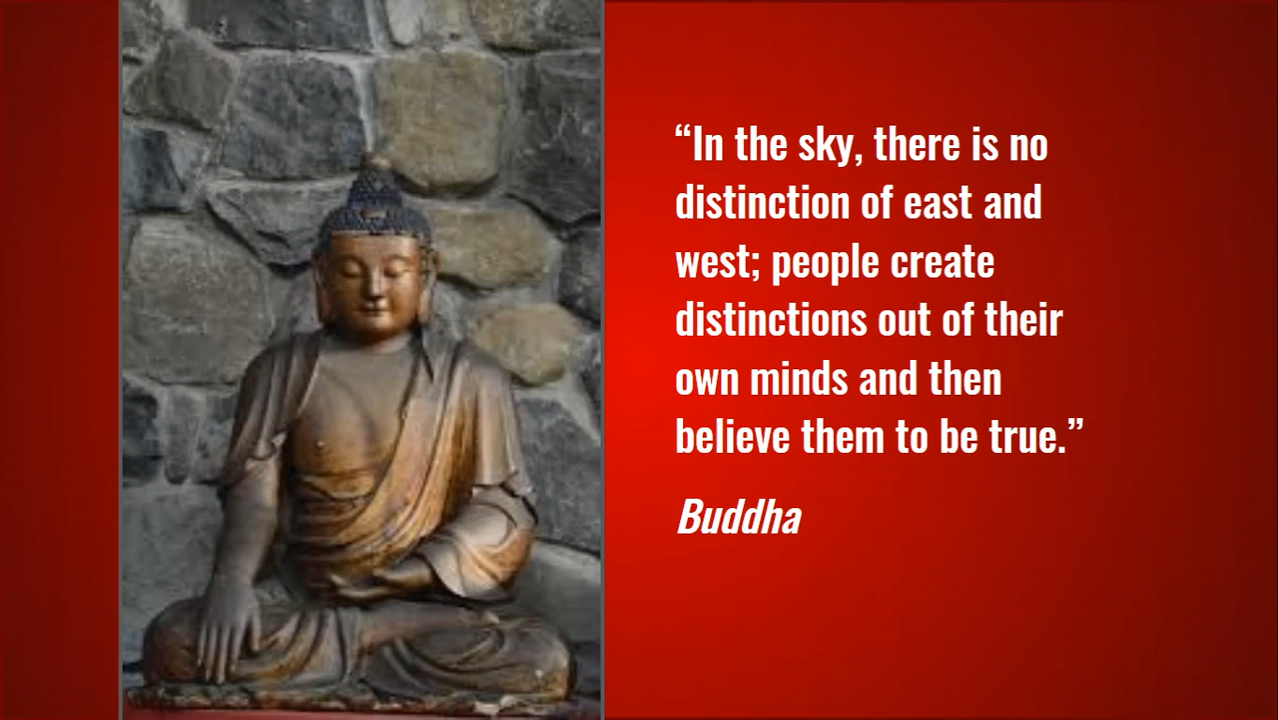 “In the sky, there is no
distinction of east and
west; people create
distinctions out of their
own minds and then
believe them to be true.”
Buddha